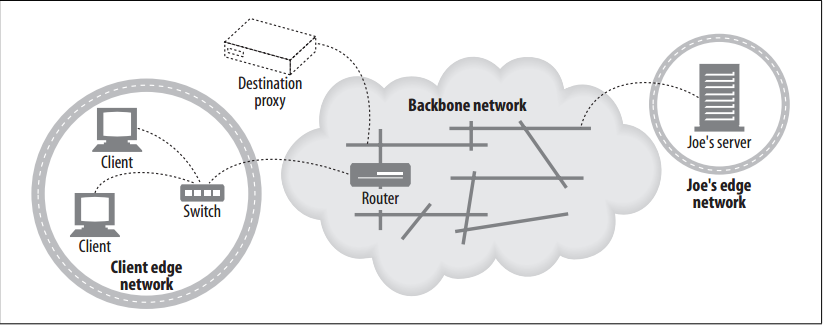 Destination
proxy
Backbone network
Client
Switch
Client
Client edge
network
Router
Joe's server
Joe's edge
network